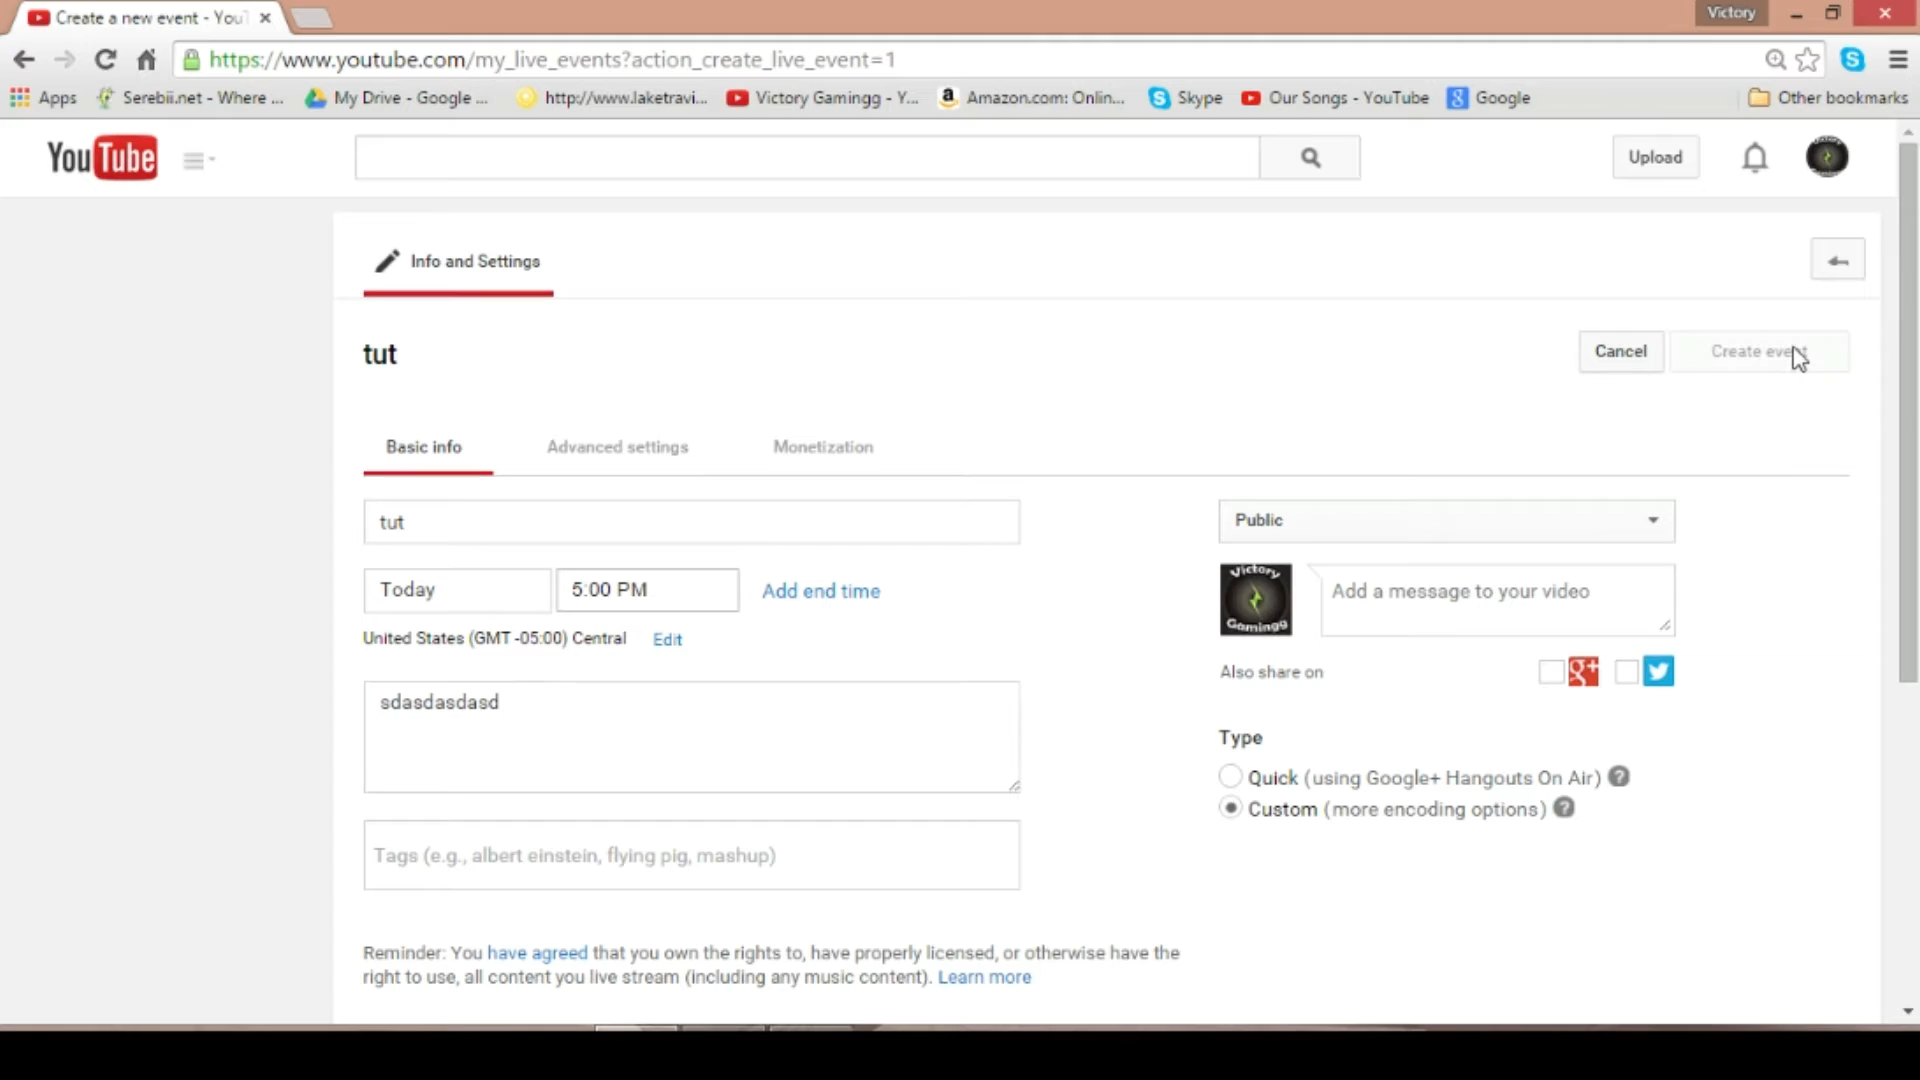 Create a new event - You
Victory
https://www.youtube.com/my_live_events?action_create_live_event=1
Apps
Serebii.net - Where ...
My Drive - Google ...
http://www.laketravi...
Victory Gamingg - Y...
Amazon.com: Onlin...
Skype
Our Songs - YouTube
Google
Other bookmarks
YouTube
Upload
Info and Settings
tut
Cancel
Create event
Basic info
Advanced settings
Monetization
tut
Public
Today
5:00 PM
Add end time
Victory
Gamingg
Add a message to your video
United States (GMT -05:00) Central
Edit
Also share on
sdasdasdasd
Type
Quick (using Google+ Hangouts On Air)
Custom (more encoding options)
Tags (e.g., albert einstein, flying pig, mashup)
Reminder: You have agreed that you own the rights to, have properly licensed, or otherwise have the
right to use, all content you live stream (including any music content). Learn more